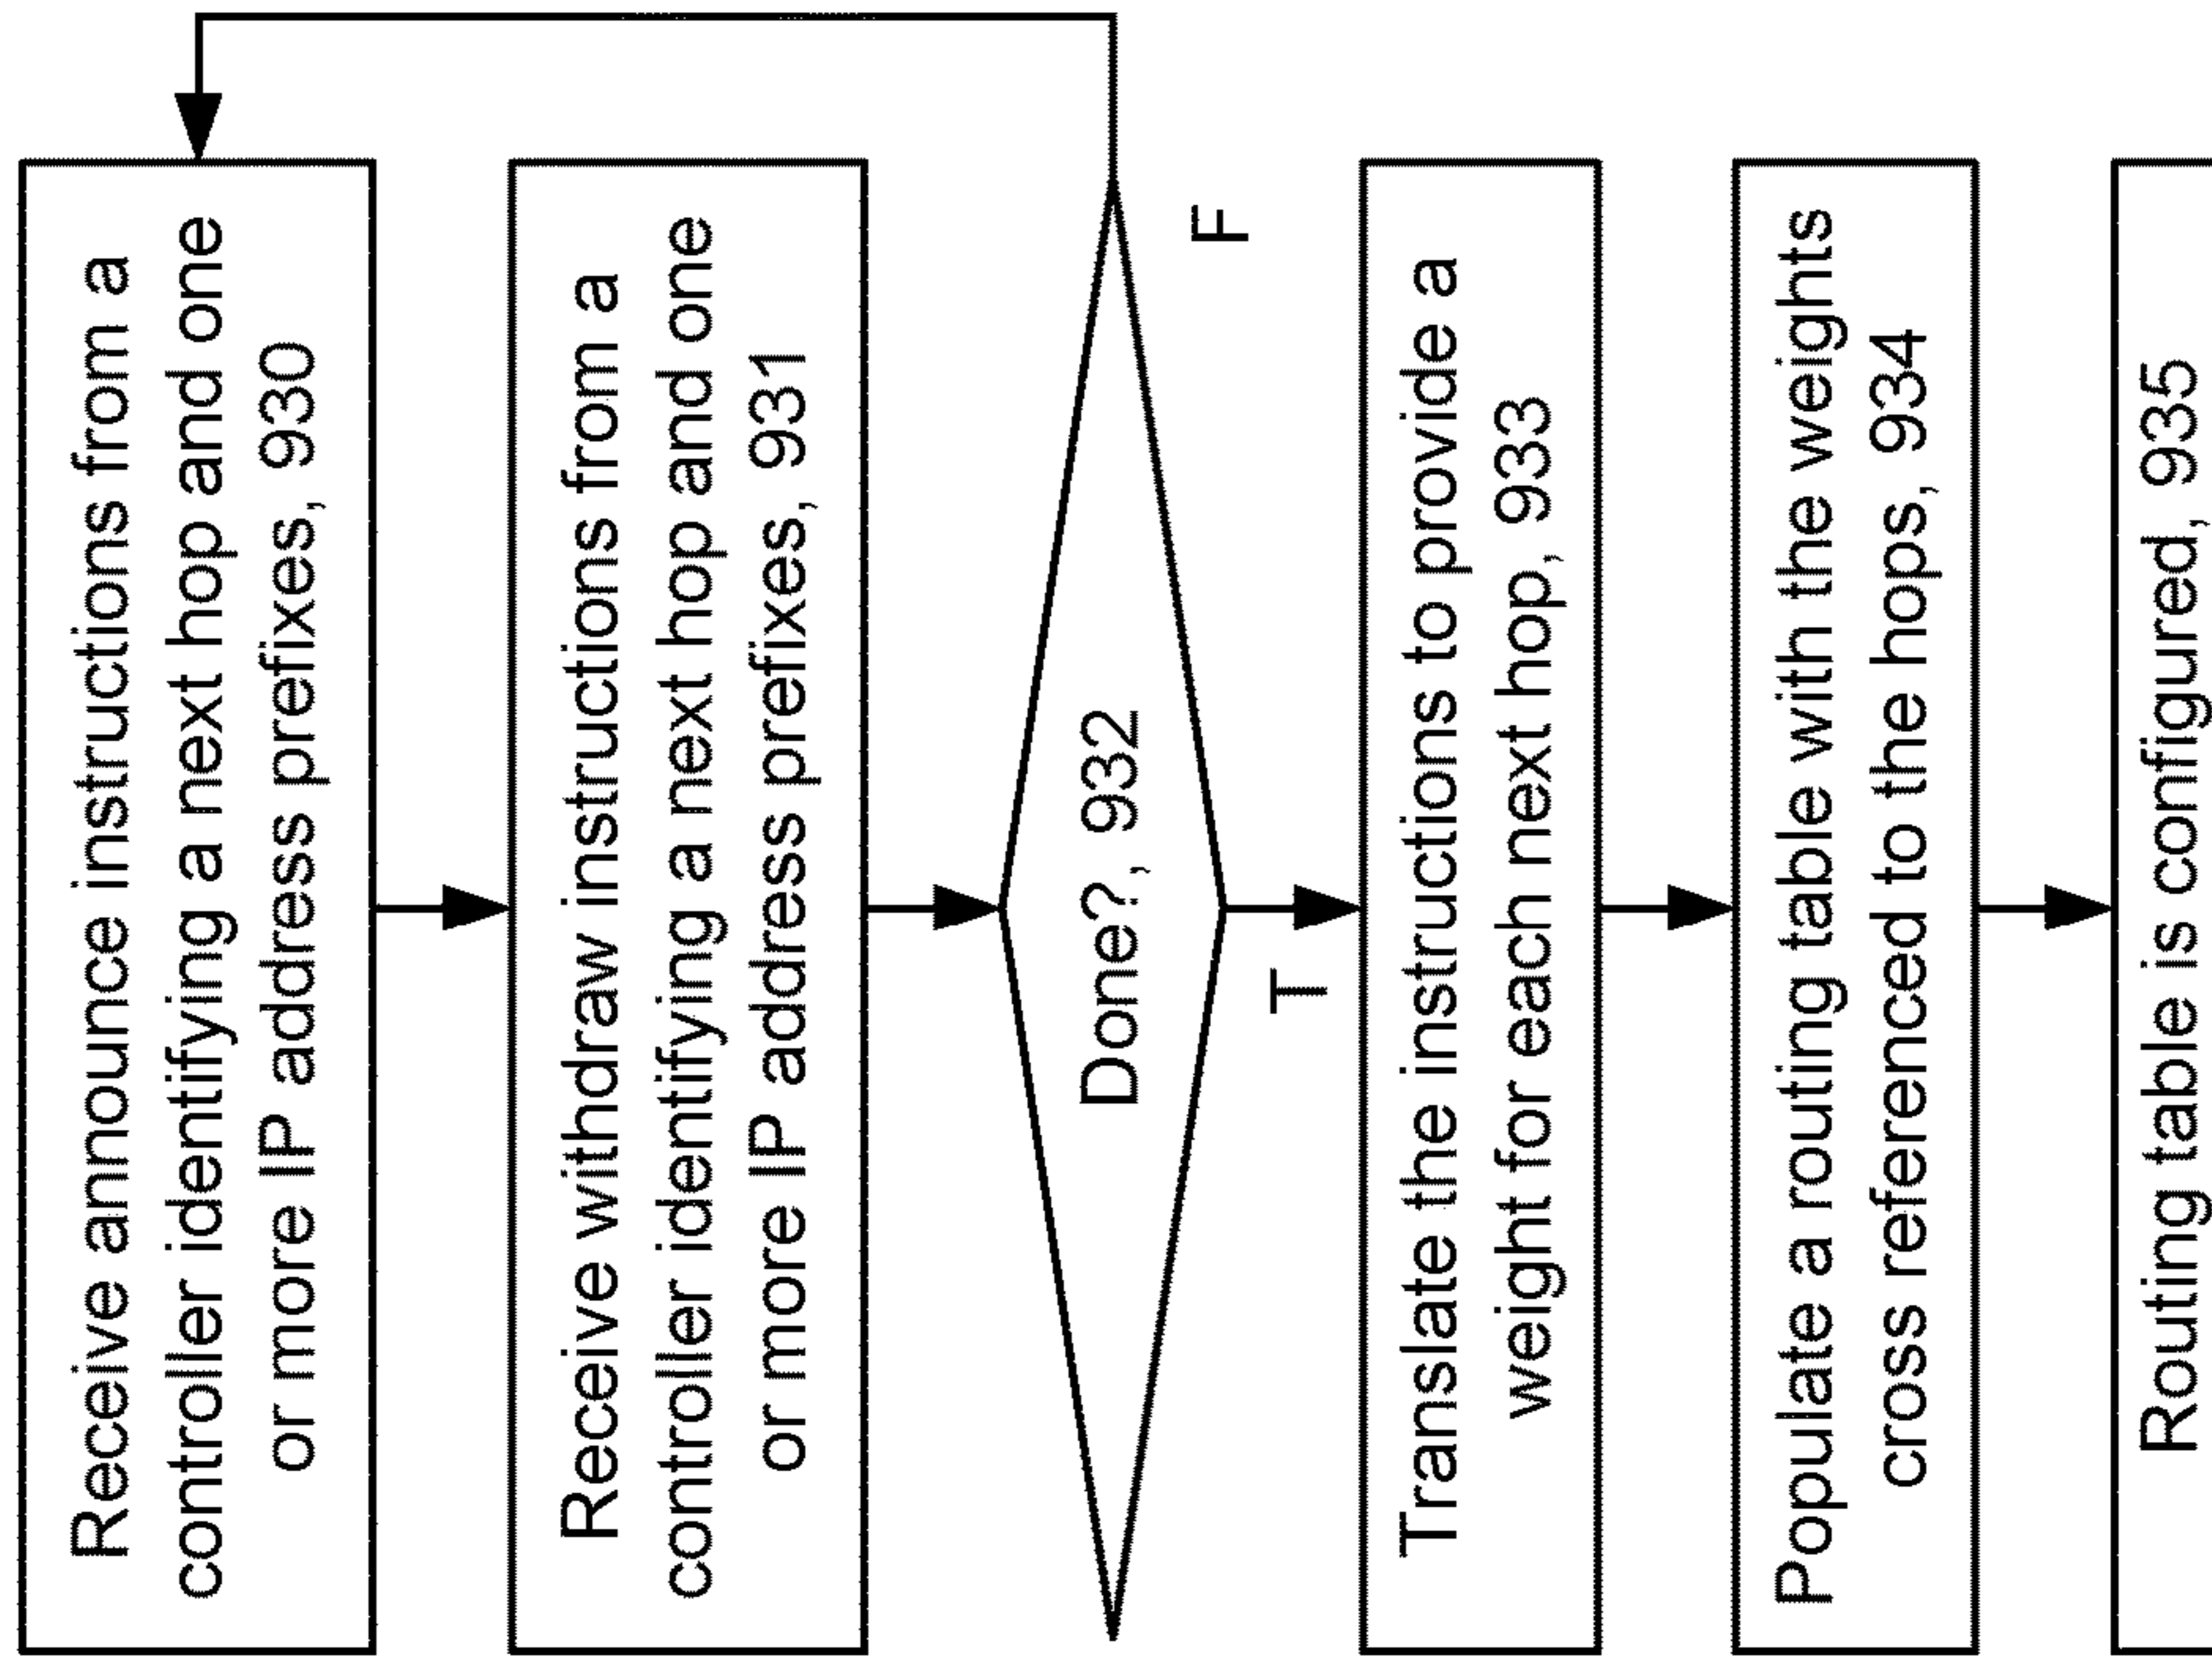 Receive announce instructions from a
controller identifying a next hop and one
or more IP address prefixes, 930
Receive withdraw instructions from a
controller identifying a next hop and one
or more IP address prefixes, 931
Done?, 932
F
T
Translate the instructions to provide a
weight for each next hop, 933
Populate a routing table with the weights
cross referenced to the hops, 934
Routing table is configured, 935